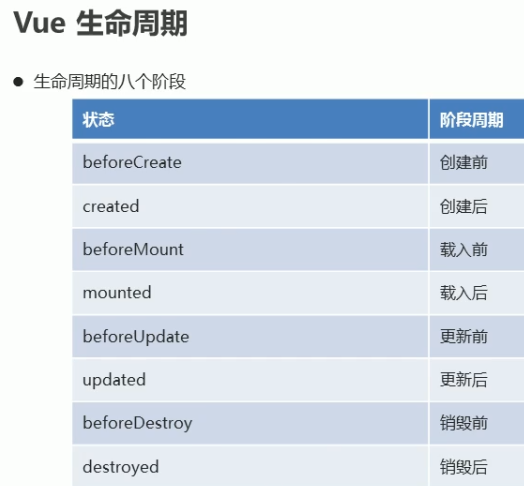 Vue 生命周期
● 生命周期的八个阶段
状态 阶段周期
beforeCreate 创建前
created 创建后
beforeMount 载入前
mounted 载入后
beforeUpdate 更新前
updated 更新后
beforeDestroy 销毁前
destroyed 销毁后